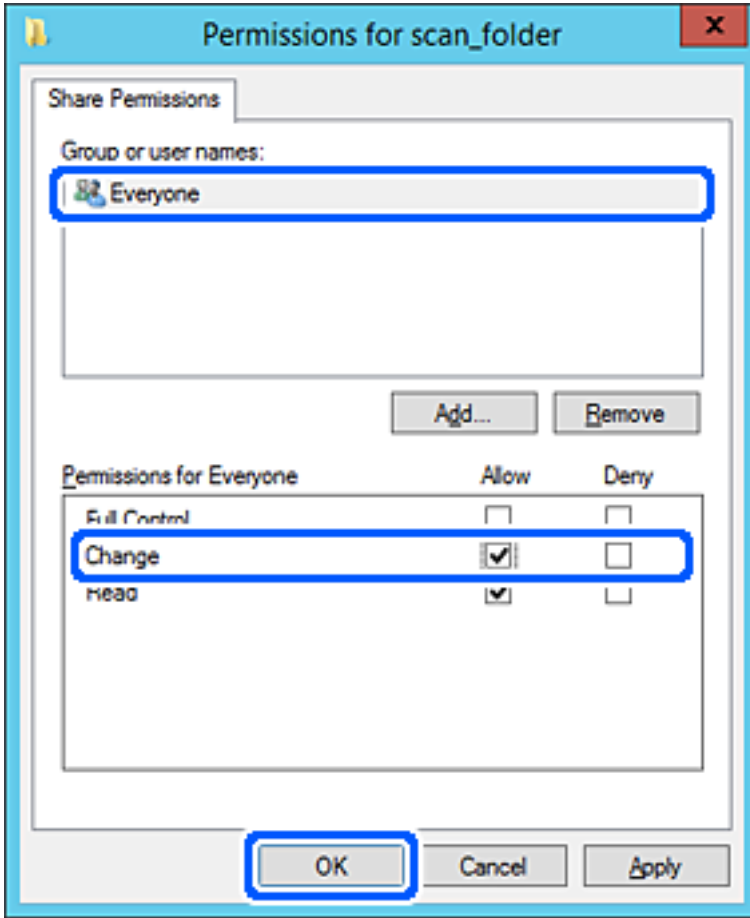 Permissions for scan_folder
x
Share Permissions
Group or user names:
Everyone
Add... Remove
Permissions for Everyone Allow Deny
Full Control
Change
Read
OK Cancel Apply